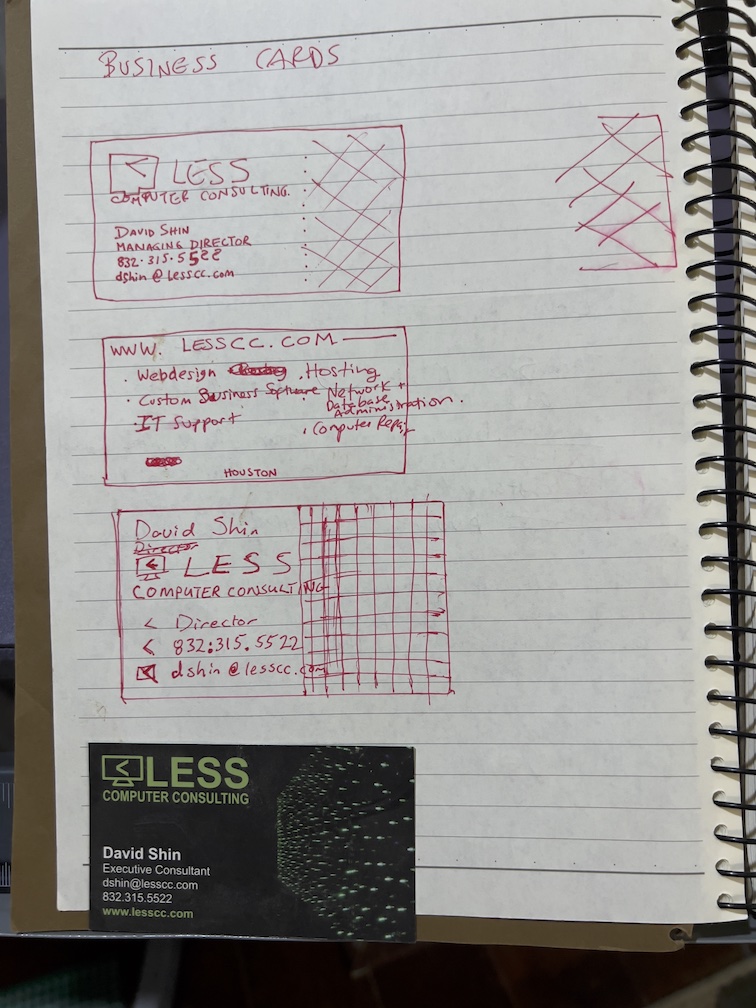 BUSINESS CARDS
< LESS
COMPUTER CONSULTING.
DAVID SHIN
MANAGING DIRECTOR
832.315.5522
dshin@lesscc.com
WWW. LESSCC.COM
. Webdesign
. Custom Business Software
. IT Support
. Hosting
. Network +
Database
Administration.
. Computer Repair
HOUSTON
David Shin
Director
< LESS
COMPUTER CONSULTING
< Director
< 832:315.5522
dshin@lesscc.com
< LESS
COMPUTER CONSULTING
David Shin
Executive Consultant
dshin@lesscc.com
832.315.5522
www.lesscc.com